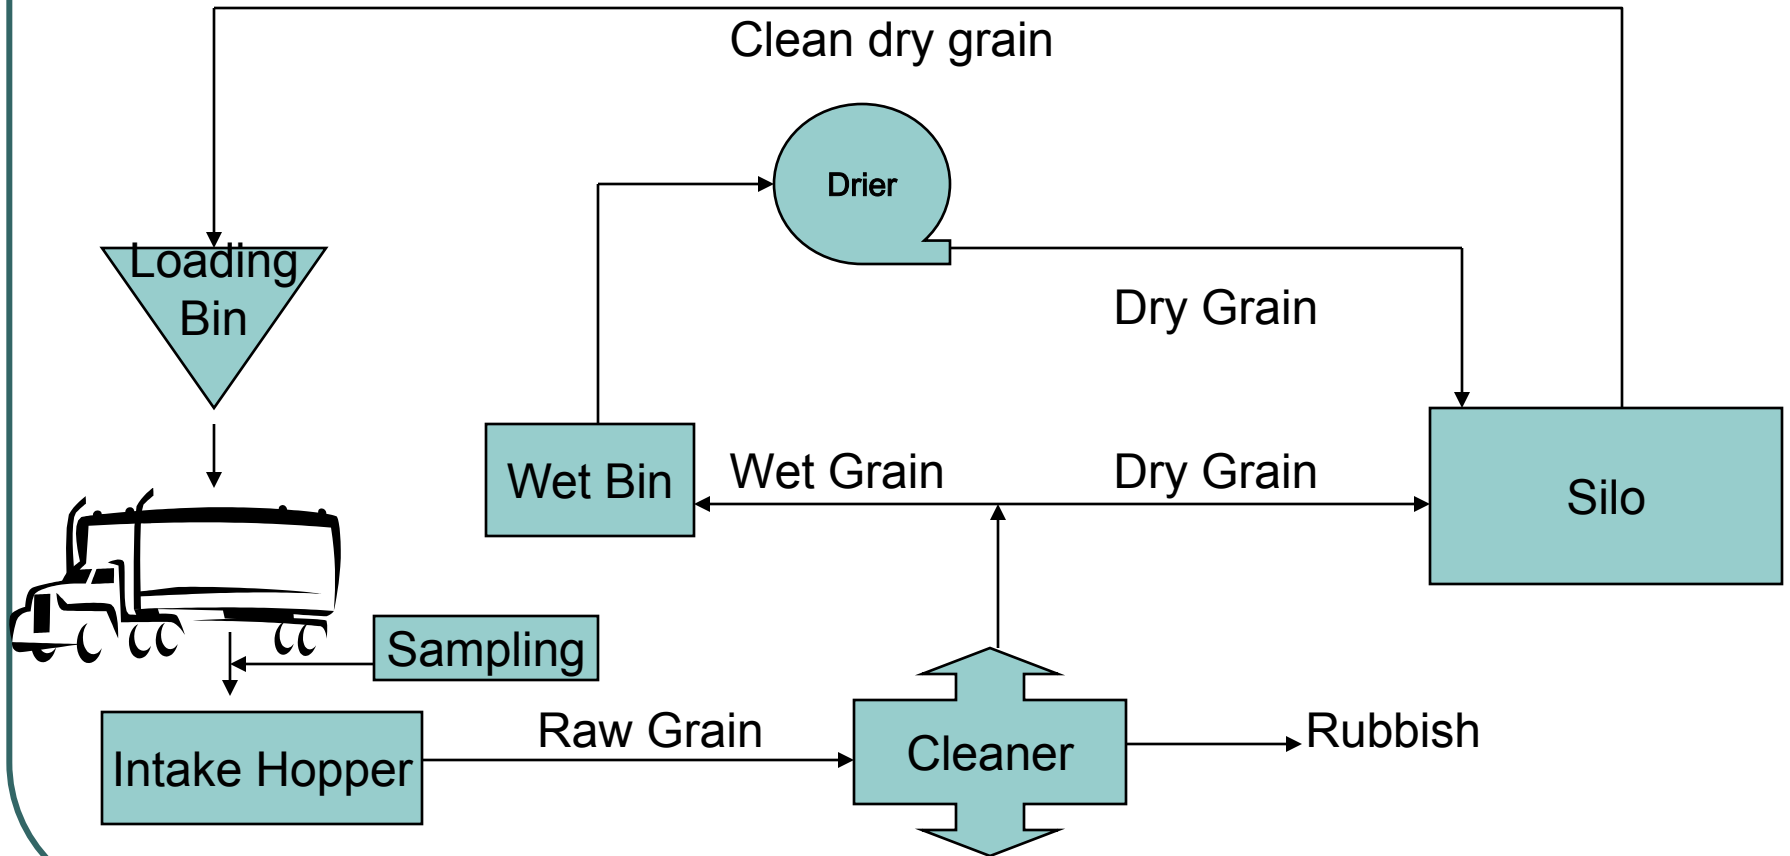 Clean dry grain
Drier
Loading
Bin
Dry Grain
Wet Bin
Wet Grain
Dry Grain
Silo
Sampling
Intake Hopper
Raw Grain
Cleaner
Rubbish